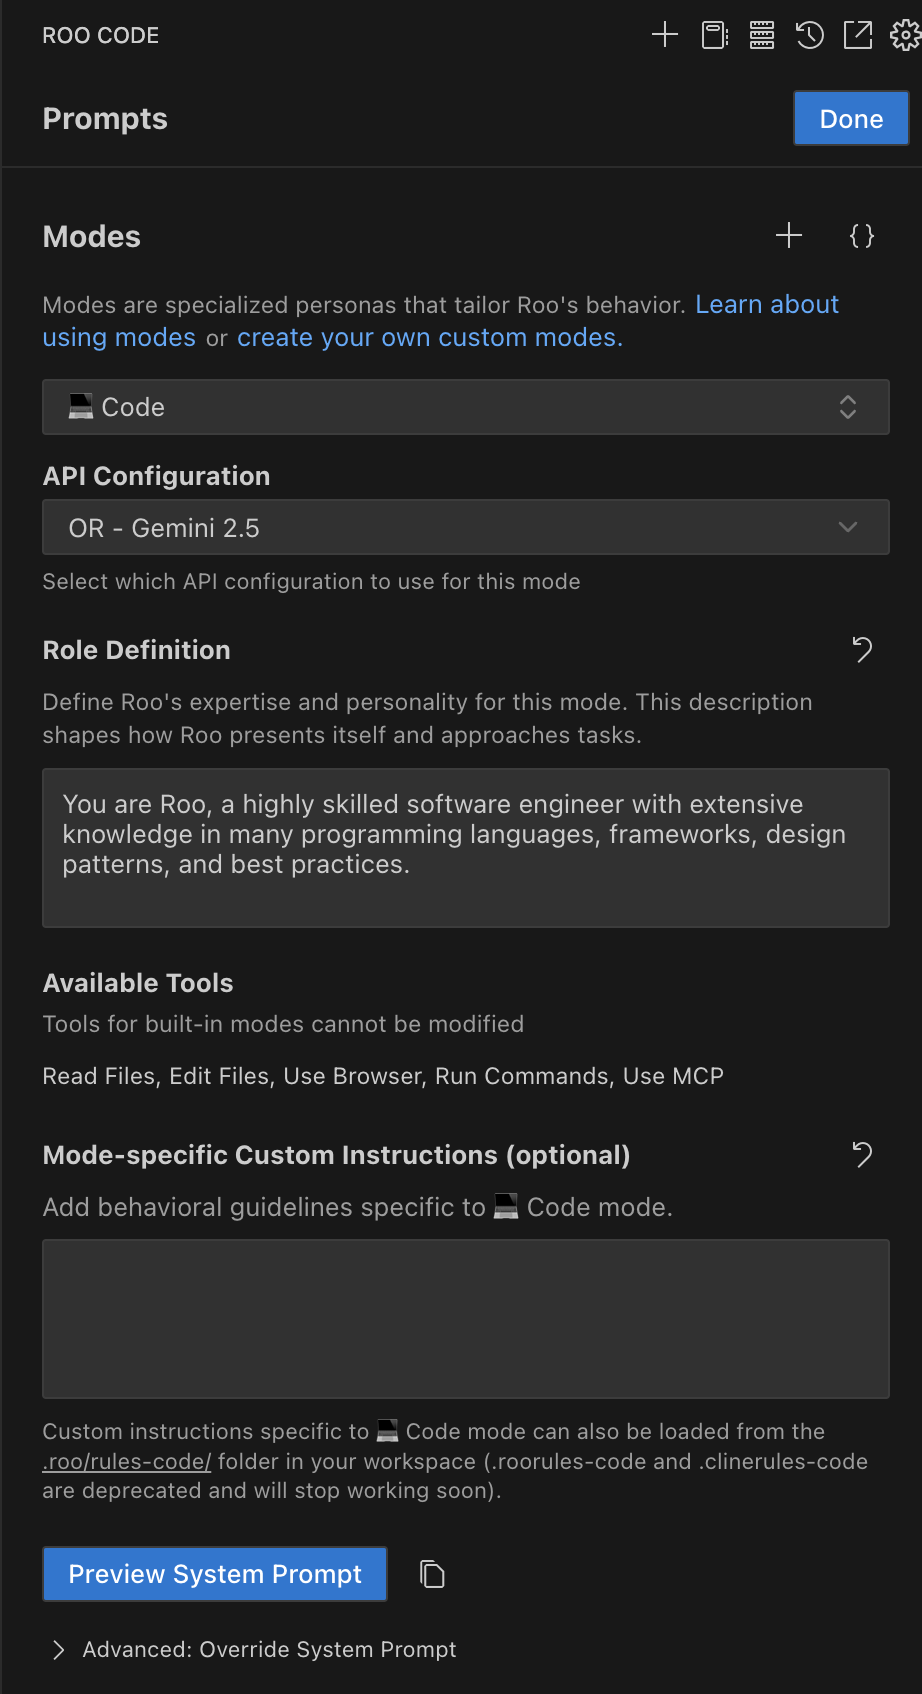 ROO CODE
Prompts
Done
Modes
Modes are specialized personas that tailor Roo's behavior. Learn about
using modes or create your own custom modes.
Code
API Configuration
OR - Gemini 2.5
Select which API configuration to use for this mode
Role Definition
Define Roo's expertise and personality for this mode. This description
shapes how Roo presents itself and approaches tasks.
You are Roo, a highly skilled software engineer with extensive
knowledge in many programming languages, frameworks, design
patterns, and best practices.
Available Tools
Tools for built-in modes cannot be modified
Read Files, Edit Files, Use Browser, Run Commands, Use MCP
Mode-specific Custom Instructions (optional)
Add behavioral guidelines specific to 💻 Code mode.
Custom instructions specific to 💻 Code mode can also be loaded from the
.roo/rules-code/ folder in your workspace (.roorules-code and .clinerules-code
are deprecated and will stop working soon).
Preview System Prompt
Advanced: Override System Prompt